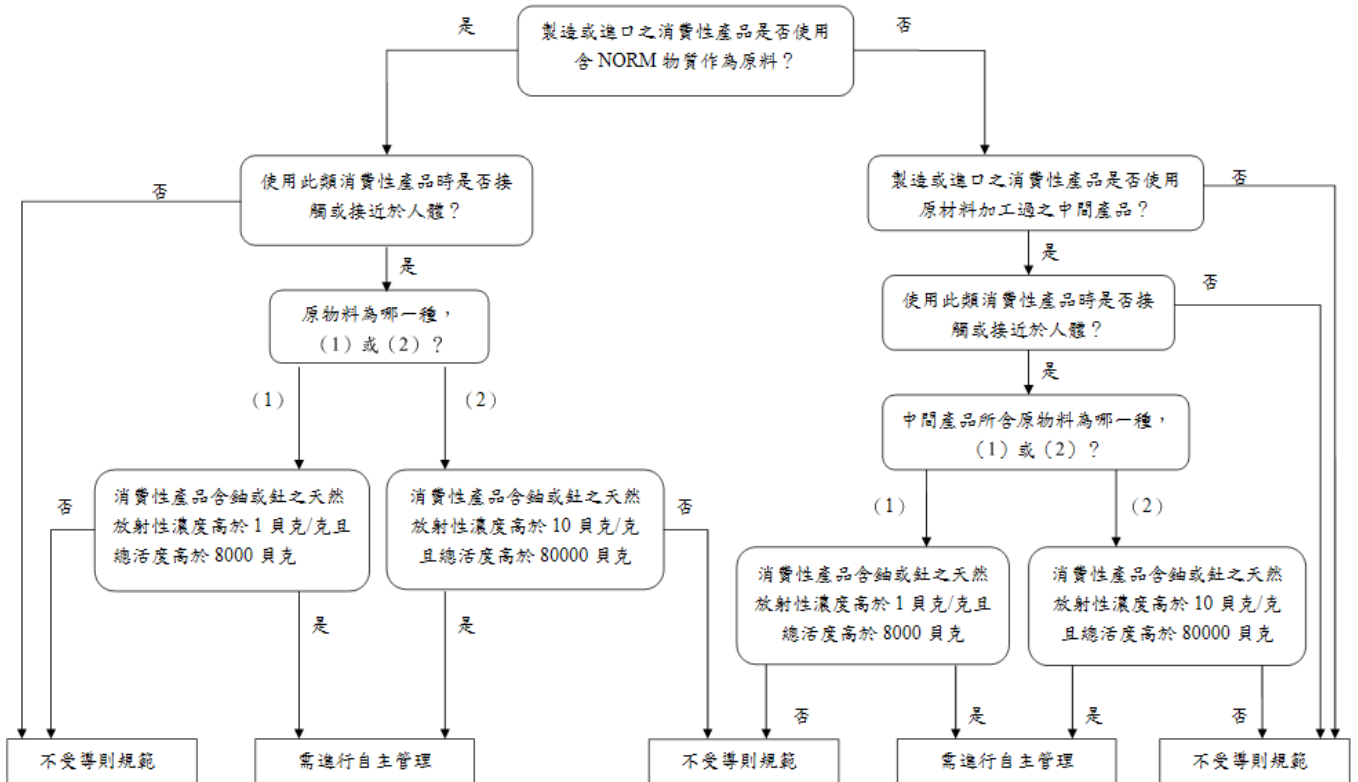 是
製造或進口之消費性產品是否使用
含 NORM 物質作為原料？
否
否
使用此類消費性產品時是否接
觸或接近於人體？
製造或進口之消費性產品是否使用
原材料加工過之中間產品？
否
是
是
原物料為哪一種，
（1）或（2）？
使用此類消費性產品時是否接
觸或接近於人體？
否
是
（1）
（2）
中間產品所含原物料為哪一種，
（1）或（2）？
否
消費性產品含鈾或釷之天然
放射性濃度高於 1 貝克/克且
總活度高於 8000 貝克
消費性產品含鈾或釷之天然
放射性濃度高於 10 貝克/克
且總活度高於 80000 貝克
否
（1）
（2）
消費性產品含鈾或釷之天然
放射性濃度高於 1 貝克/克且
總活度高於 8000 貝克
消費性產品含鈾或釷之天然
放射性濃度高於 10 貝克/克
且總活度高於 80000 貝克
是
是
否
是
是
否
不受導則規範
需進行自主管理
不受導則規範
需進行自主管理
不受導則規範